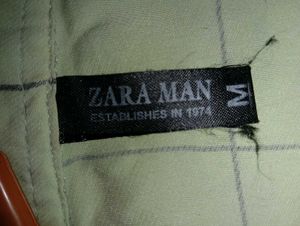 ZARA MAN
ESTABLISHES IN 1974
M